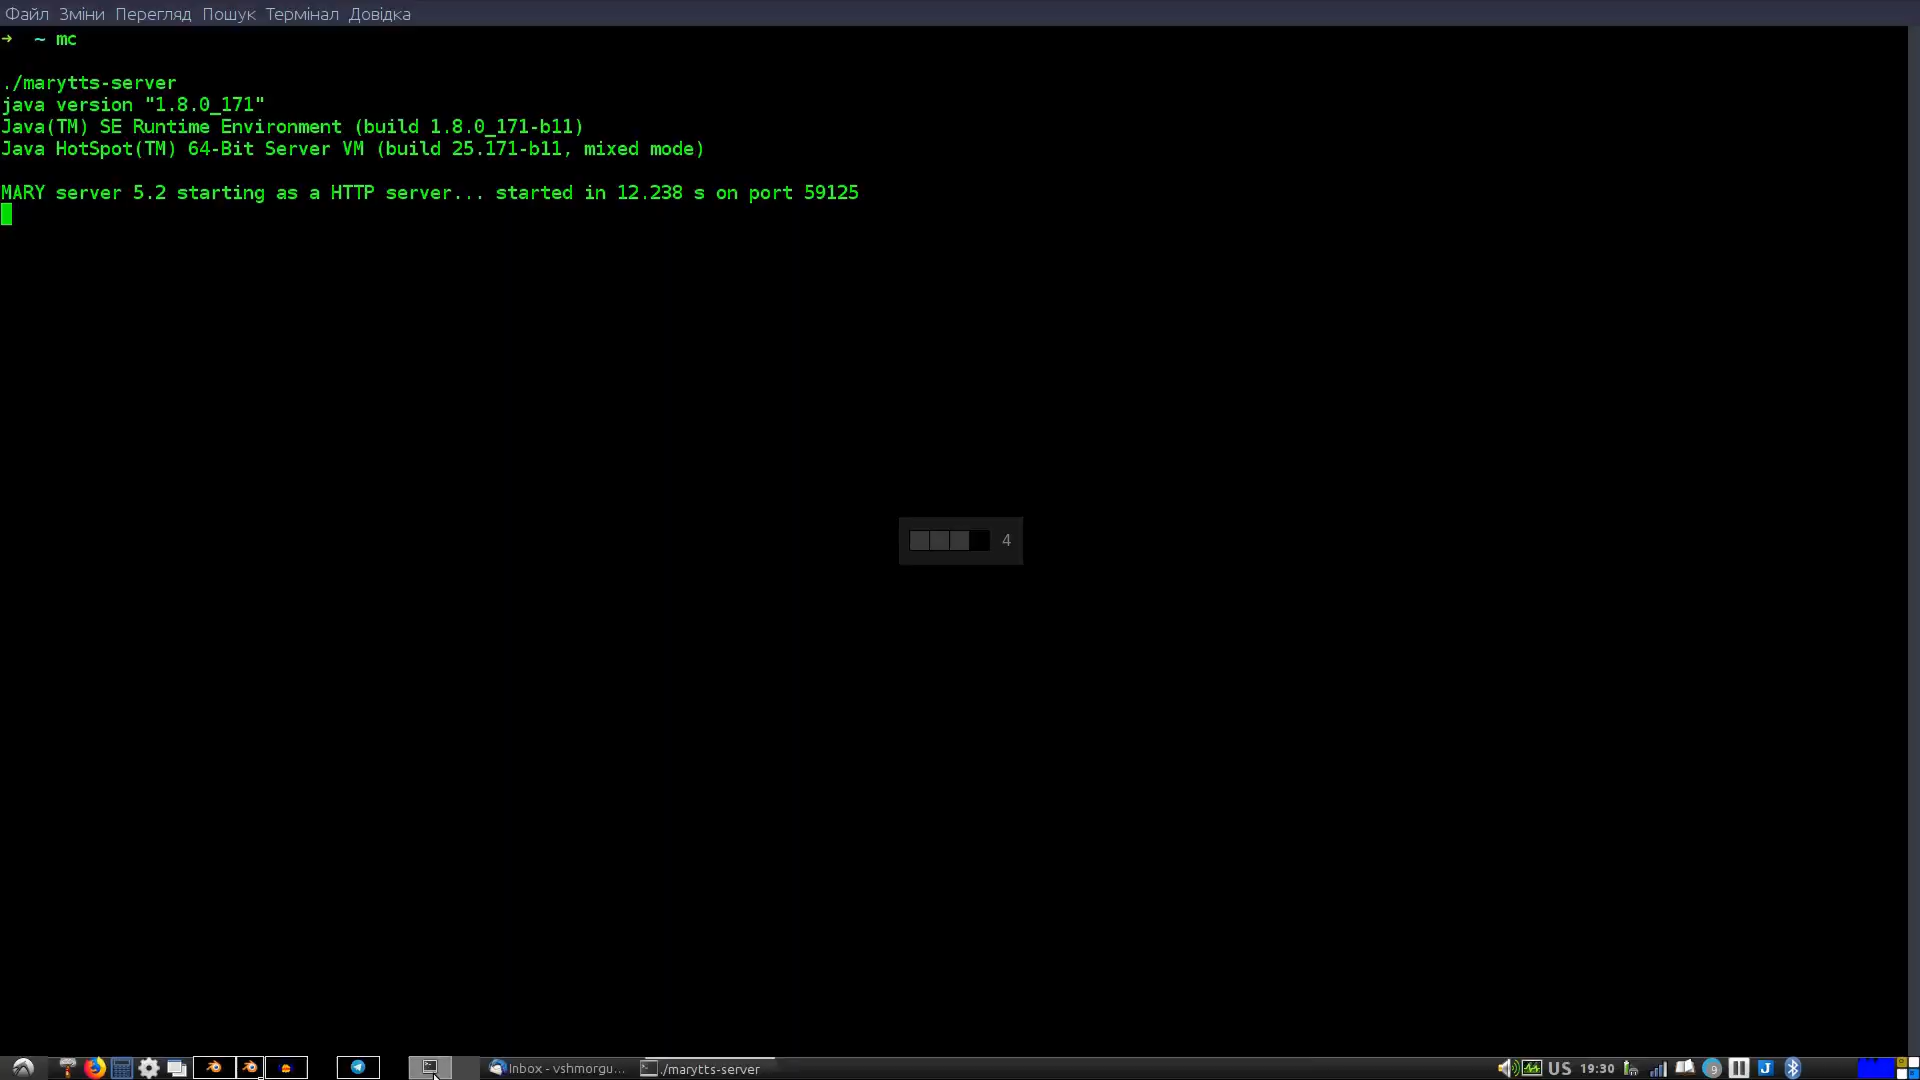 Файл Зміни Перегляд Пошук Термінал Довідка
➜ ~ mc
./marytts-server
java version "1.8.0_171"
Java(TM) SE Runtime Environment (build 1.8.0_171-b11)
Java HotSpot(TM) 64-Bit Server VM (build 25.171-b11, mixed mode)
MARY server 5.2 starting as a HTTP server... started in 12.238 s on port 59125
4
Inbox - vshmorgu... ./marytts-server US 19:30 9 J